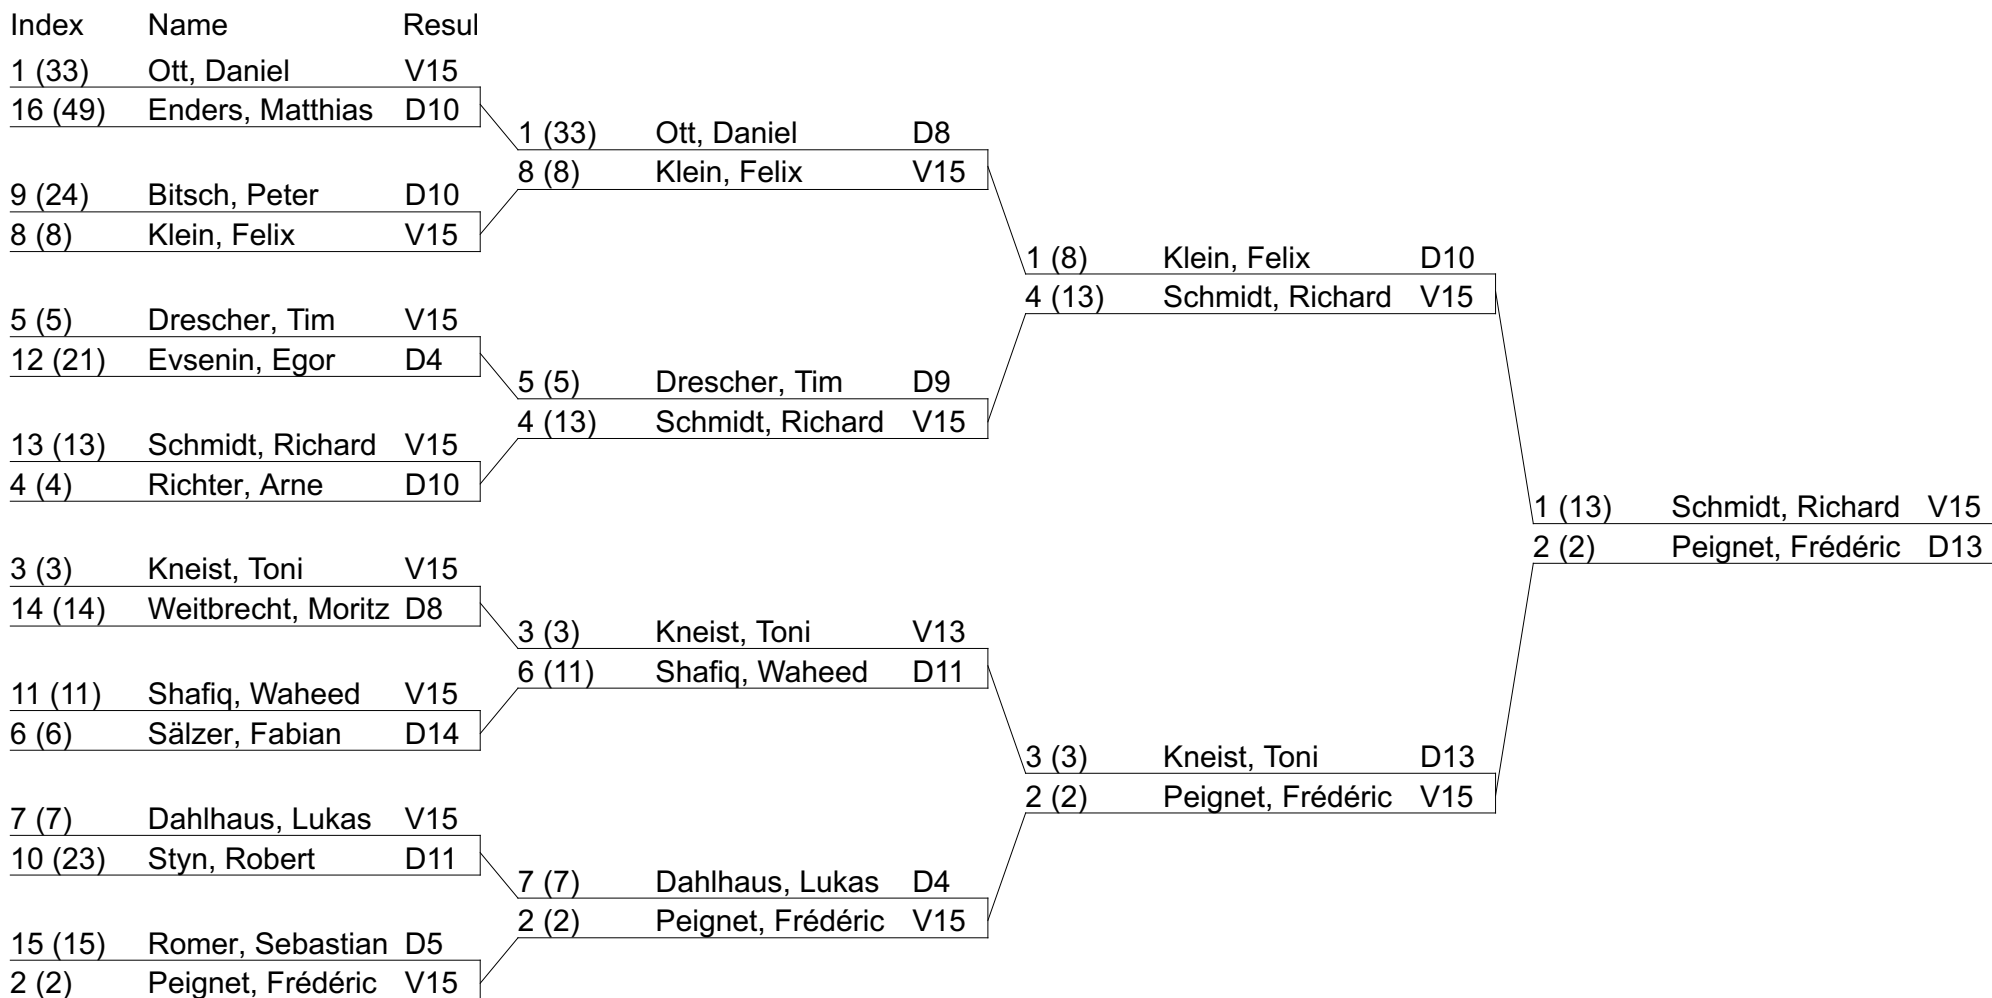 Index Name Resul
1 (33) Ott, Daniel V15
16 (49) Enders, Matthias D10
9 (24) Bitsch, Peter D10
8 (8) Klein, Felix V15
5 (5) Drescher, Tim V15
12 (21) Evsenin, Egor D4
13 (13) Schmidt, Richard V15
4 (4) Richter, Arne D10
3 (3) Kneist, Toni V15
14 (14) Weitbrecht, Moritz D8
11 (11) Shafiq, Waheed V15
6 (6) Sälzer, Fabian D14
7 (7) Dahlhaus, Lukas V15
10 (23) Styn, Robert D11
15 (15) Romer, Sebastian D5
2 (2) Peignet, Frédéric V15
1 (33) Ott, Daniel D8
8 (8) Klein, Felix V15
5 (5) Drescher, Tim D9
4 (13) Schmidt, Richard V15
3 (3) Kneist, Toni V13
6 (11) Shafiq, Waheed D11
7 (7) Dahlhaus, Lukas D4
2 (2) Peignet, Frédéric V15
1 (8) Klein, Felix D10
4 (13) Schmidt, Richard V15
3 (3) Kneist, Toni D13
2 (2) Peignet, Frédéric V15
1 (13) Schmidt, Richard V15
2 (2) Peignet, Frédéric D13